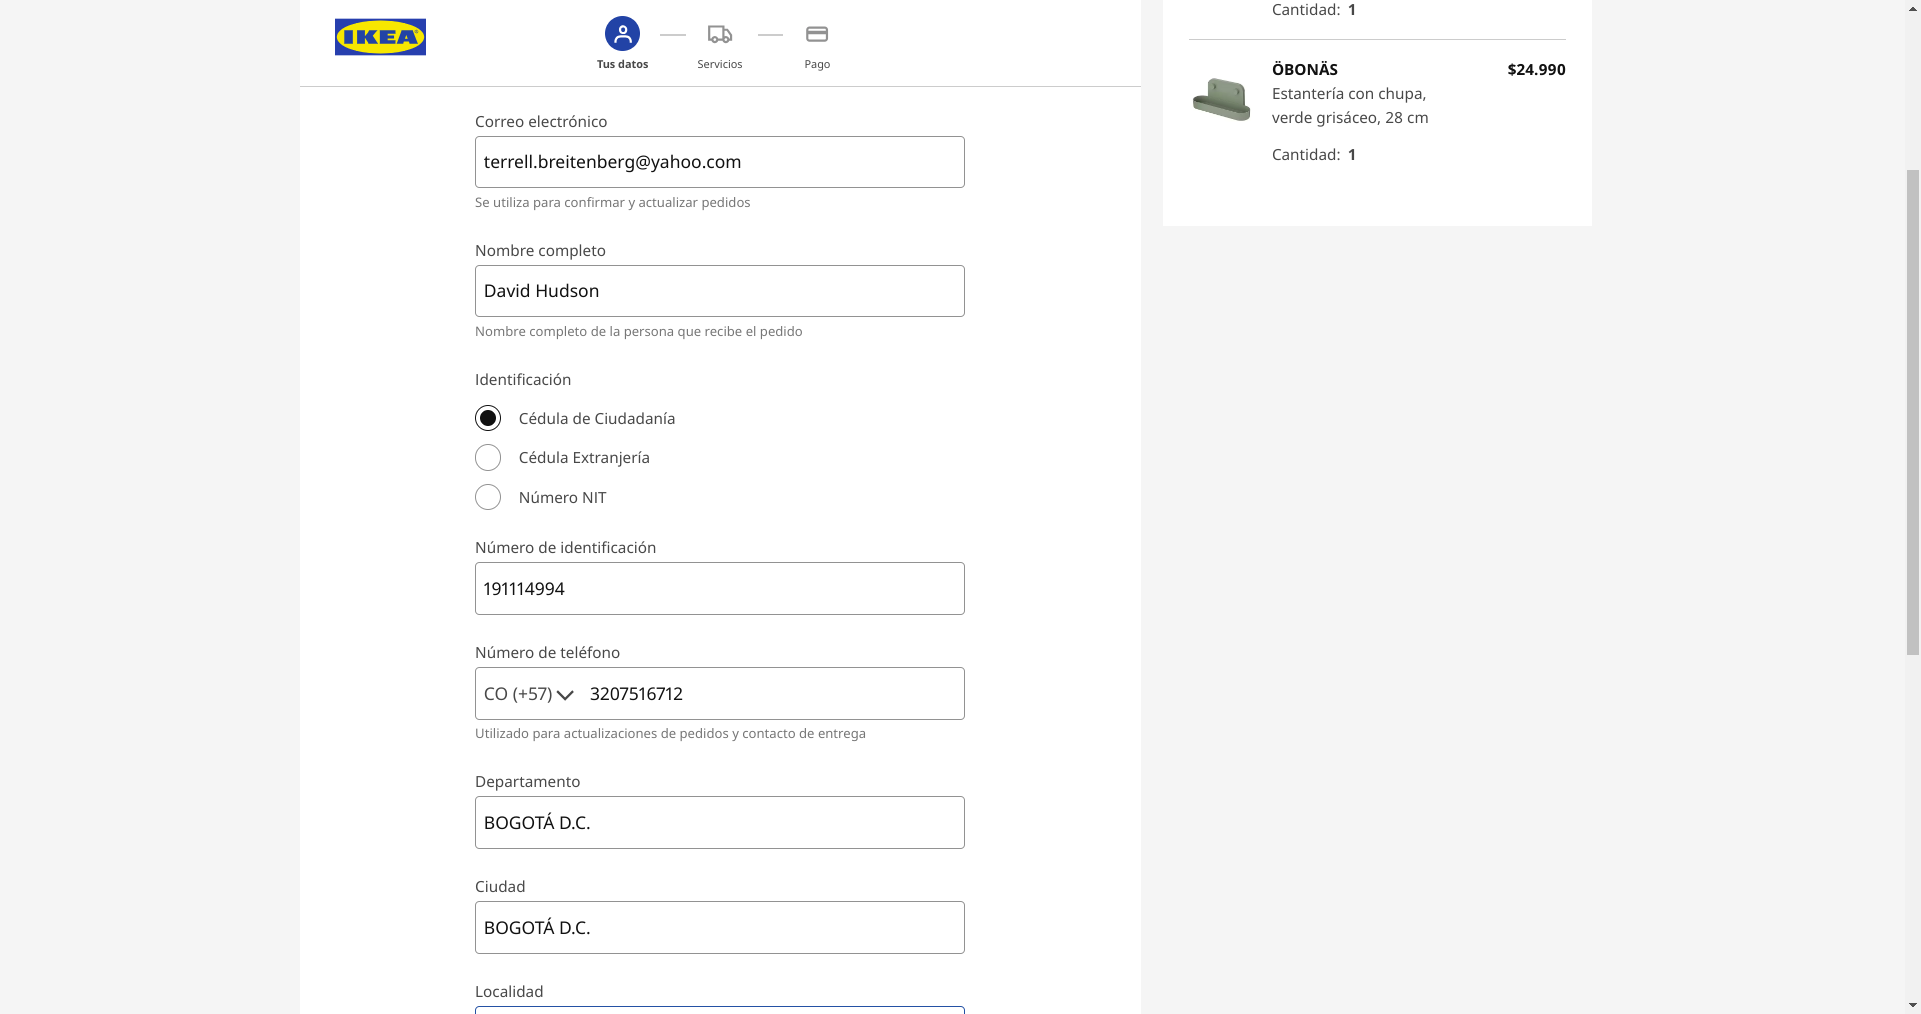 IKEA
Tus datos
Servicios
Pago
Correo electrónico
terrell.breitenberg@yahoo.com
Se utiliza para confirmar y actualizar pedidos
Nombre completo
David Hudson
Nombre completo de la persona que recibe el pedido
Identificación
Cédula de Ciudadanía
Cédula Extranjería
Número NIT
Número de identificación
191114994
Número de teléfono
CO (+57) 3207516712
Utilizado para actualizaciones de pedidos y contacto de entrega
Departamento
BOGOTÁ D.C.
Ciudad
BOGOTÁ D.C.
Localidad
Cantidad: 1
ÖBONÄS $24.990
Estantería con chupa,
verde grisáceo, 28 cm
Cantidad: 1